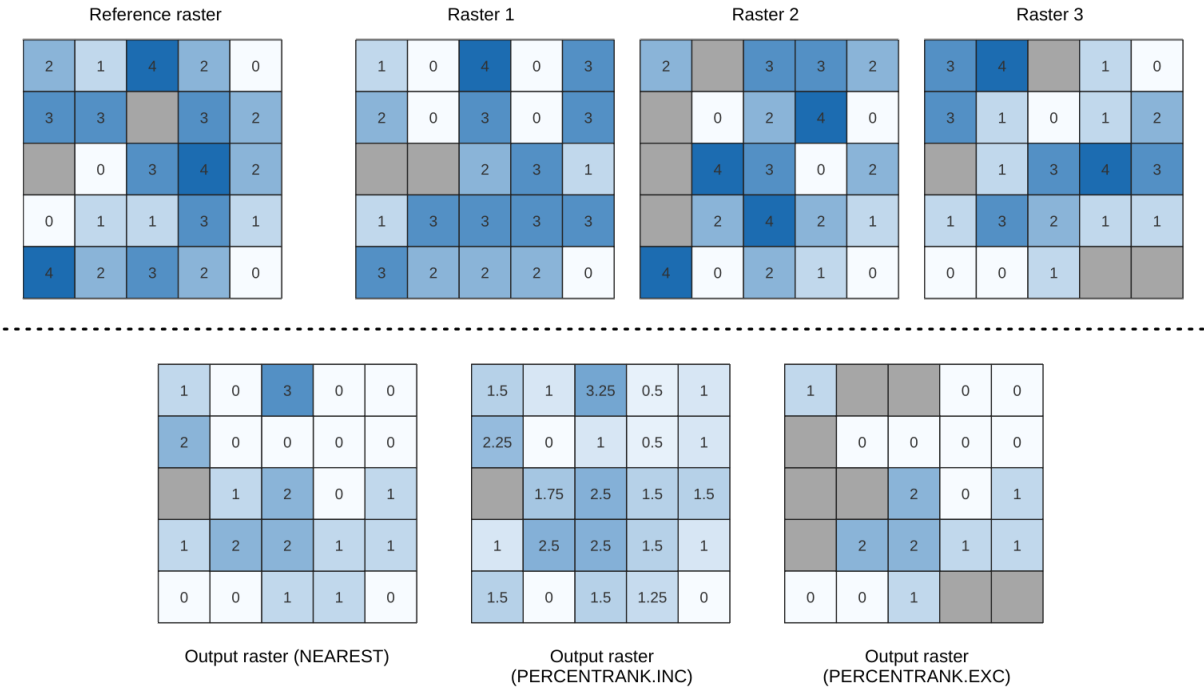 Reference raster Raster 1 Raster 2 Raster 3
2 1 4 2 0 1 0 4 0 3 2 3 3 2 3 4 1 0
3 3 3 2 2 0 3 0 3 0 2 4 0 3 1 0 1 2
0 3 4 2 2 3 1 4 3 0 2 1 3 4 3
0 1 1 3 1 1 3 3 3 3 2 4 2 1 1 3 2 1 1
4 2 3 2 0 3 2 2 2 0 4 0 2 1 0 0 0 1
1 0 3 0 0 1.5 1 3.25 0.5 1 1 0 0
2 0 0 0 0 2.25 0 1 0.5 1 0 0 0 0
1 2 0 1 1.75 2.5 1.5 1.5 2 0 1
1 2 2 1 1 1 2.5 2.5 1.5 1 2 2 1 1
0 0 1 1 0 1.5 0 1.5 1.25 0 0 0 1
Output raster (NEAREST) Output raster Output raster
(PERCENTRANK.INC) (PERCENTRANK.EXC)